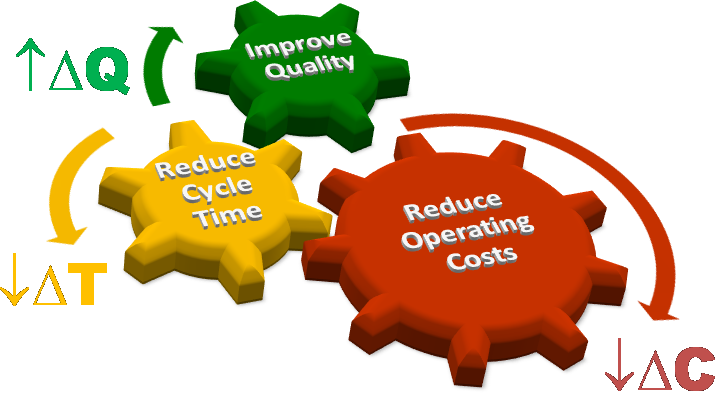 Improve
Quality
↑ΔQ
Reduce
Cycle
Time
Reduce
Operating
Costs
↓ΔT
↓ΔC